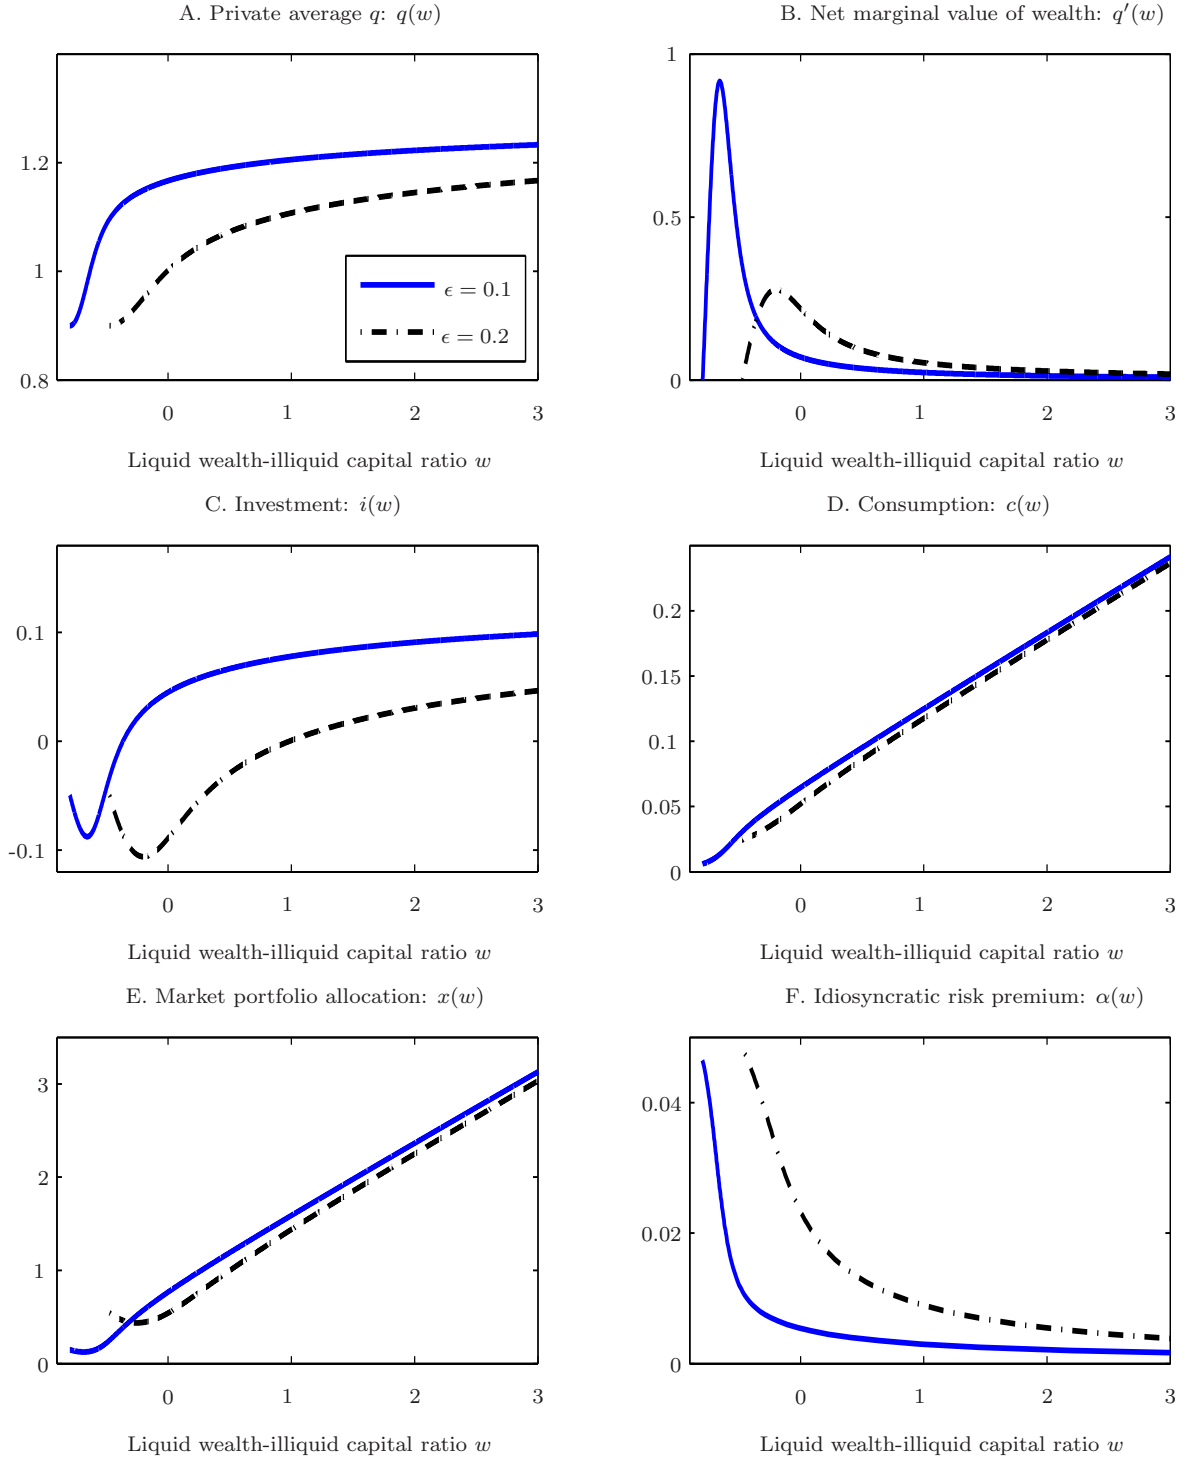 A. Private average q: q(w)
1.2
1
0.8
0 1 2 3
ϵ = 0.1
ϵ = 0.2
Liquid wealth-illiquid capital ratio w
B. Net marginal value of wealth: q′(w)
1
0.5
0
0 1 2 3
Liquid wealth-illiquid capital ratio w
C. Investment: i(w)
0.1
0
-0.1
0 1 2 3
Liquid wealth-illiquid capital ratio w
D. Consumption: c(w)
0.2
0.15
0.1
0.05
0
0 1 2 3
Liquid wealth-illiquid capital ratio w
E. Market portfolio allocation: x(w)
3
2
1
0
0 1 2 3
Liquid wealth-illiquid capital ratio w
F. Idiosyncratic risk premium: α(w)
0.04
0.02
0
0 1 2 3
Liquid wealth-illiquid capital ratio w